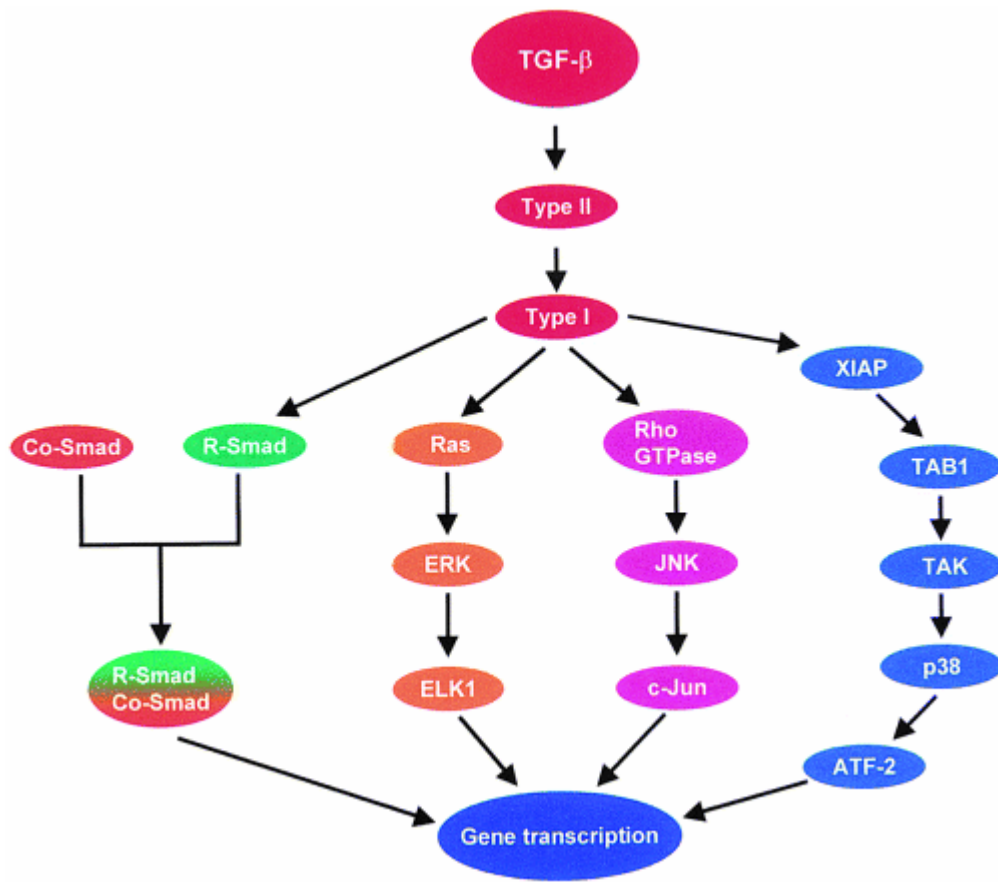 TGF-β
Type II
Type I
XIAP
Co-Smad
R-Smad
Ras
Rho
GTPase
TAB1
ERK
JNK
TAK
R-Smad
Co-Smad
ELK1
c-Jun
p38
ATF-2
Gene transcription